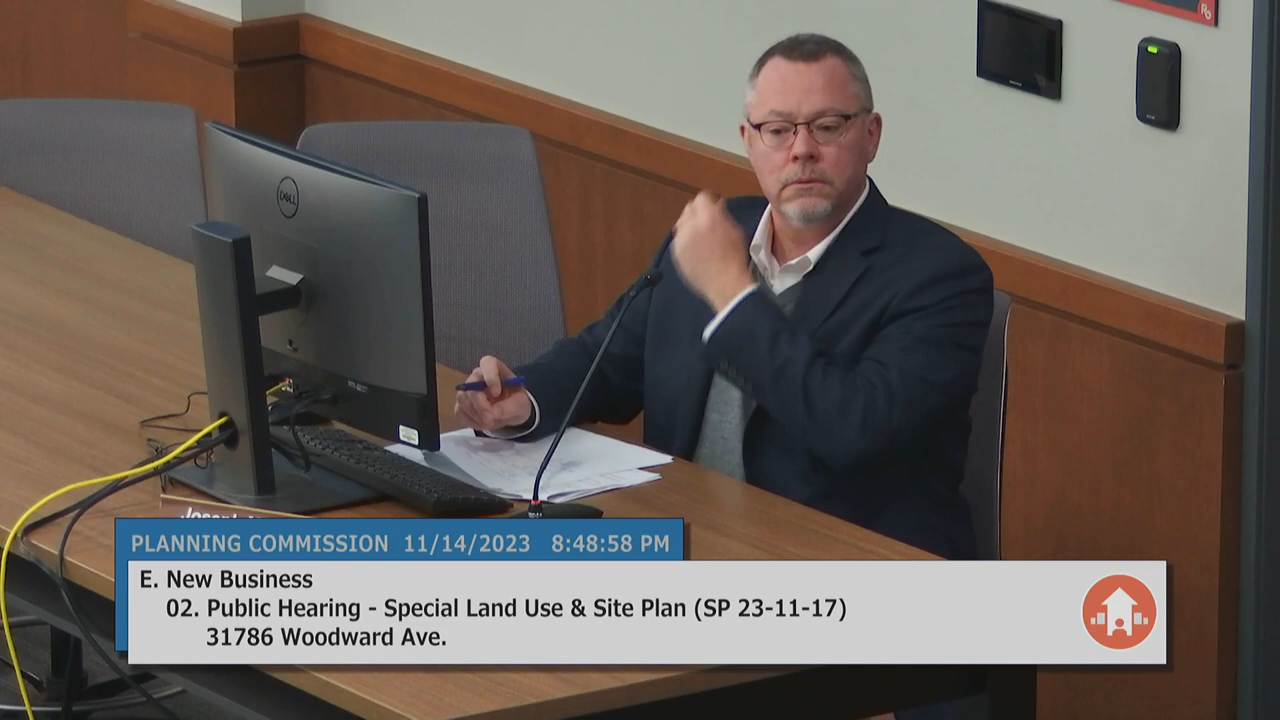 DELL
PLANNING COMMISSION 11/14/2023 8:48:58 PM
E. New Business
02. Public Hearing - Special Land Use & Site Plan (SP 23-11-17)
31786 Woodward Ave.